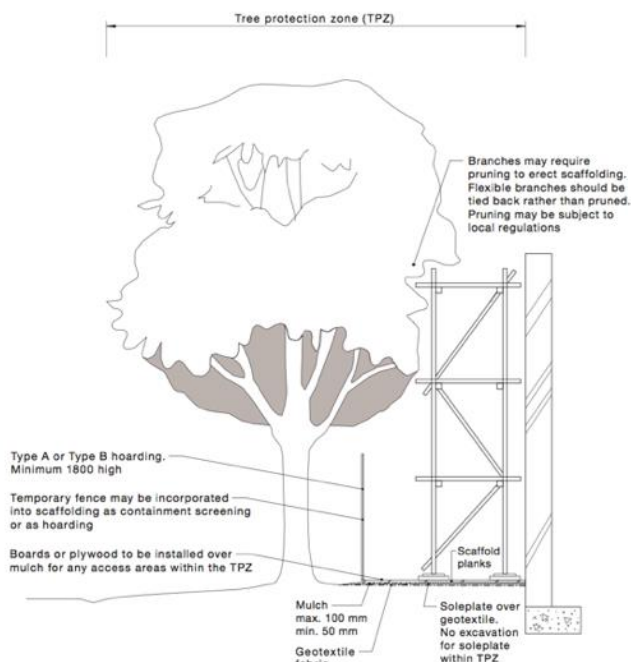 Tree protection zone (TPZ)
Branches may require
pruning to erect scaffolding.
Flexible branches should be
tied back rather than pruned.
Pruning may be subject to
local regulations
Type A or Type B hoarding.
Minimum 1800 high
Temporary fence may be incorporated
into scaffolding as containment screening
or as hoarding
Boards or plywood to be installed over
mulch for any access areas within the TPZ
Scaffold
planks
Mulch
max. 100 mm
min. 50 mm
Geotextile
fabric
Soleplate over
geotextile.
No excavation
for soleplate
within TPZ